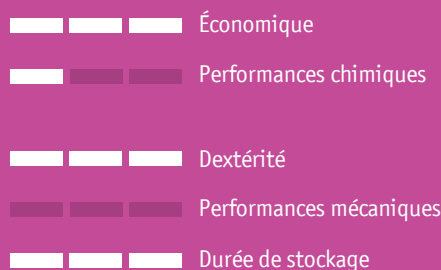 Économique
Performances chimiques
Dextérité
Performances mécaniques
Durée de stockage